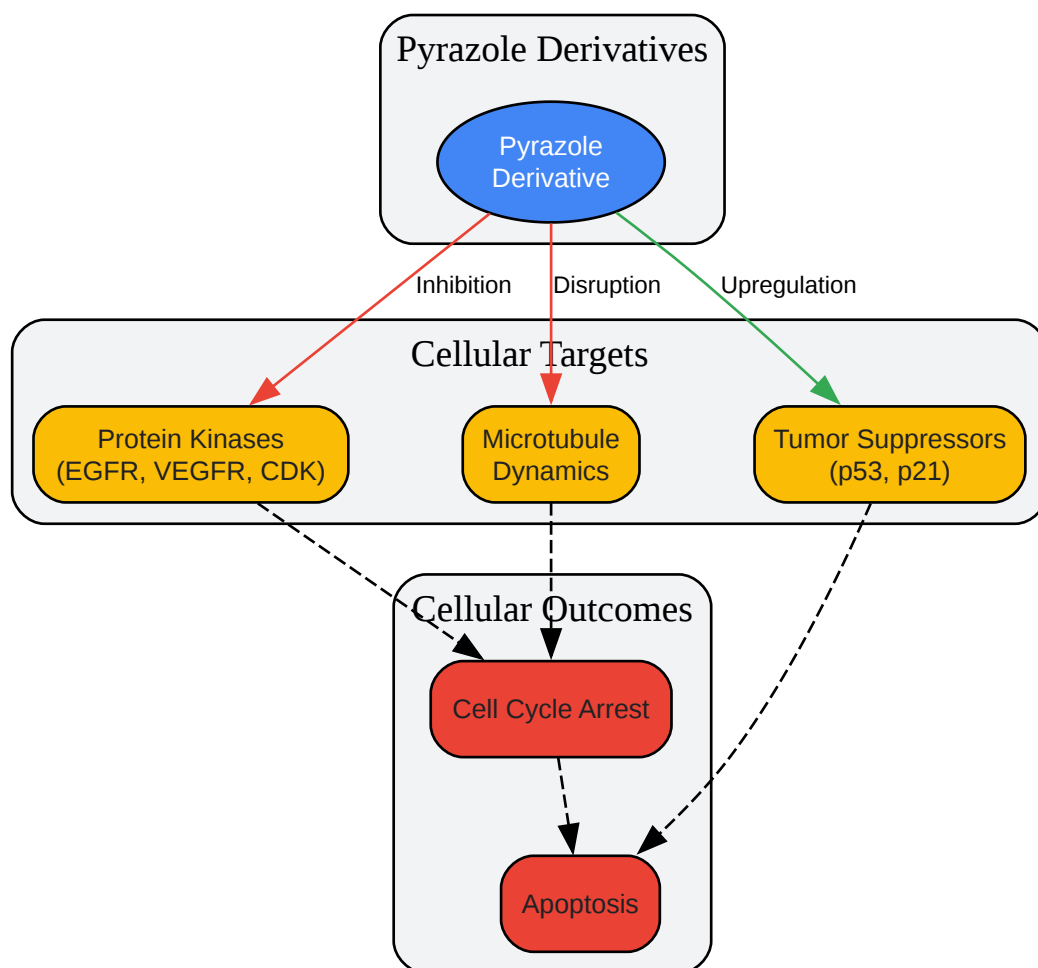 Pyrazole Derivatives
Pyrazole
Derivative
Inhibition
Disruption
Upregulation
Cellular Targets
Protein Kinases
(EGFR, VEGFR, CDK)
Microtubule
Dynamics
Tumor Suppressors
(p53, p21)
Cellular Outcomes
Cell Cycle Arrest
Apoptosis